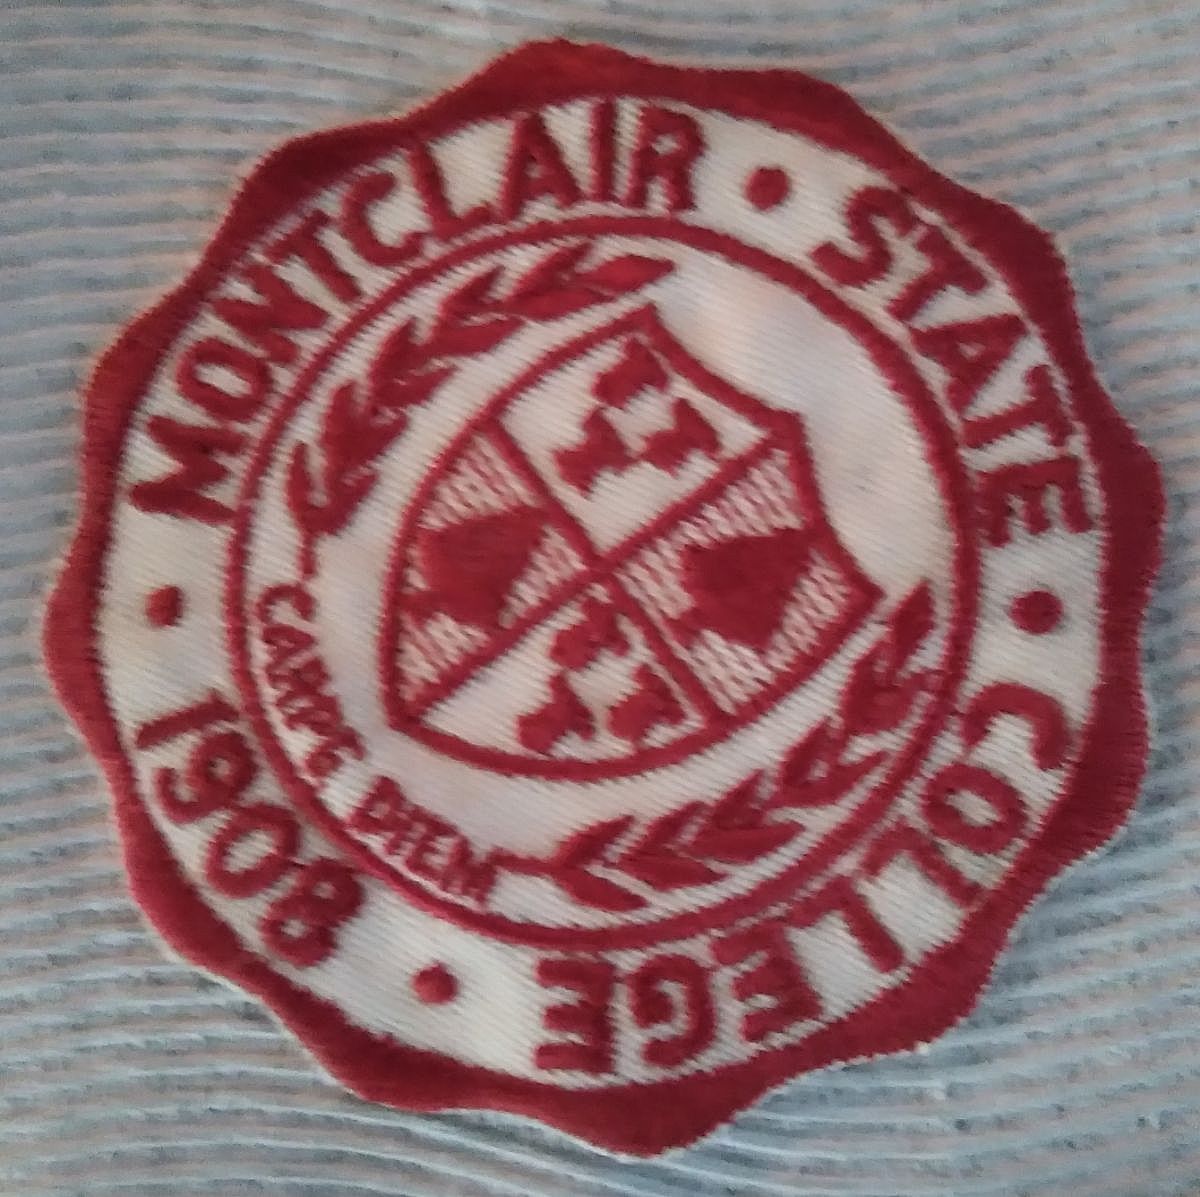 MONTCLAIR • STATE • COLLEGE • 1908 •
CARPE DIEM